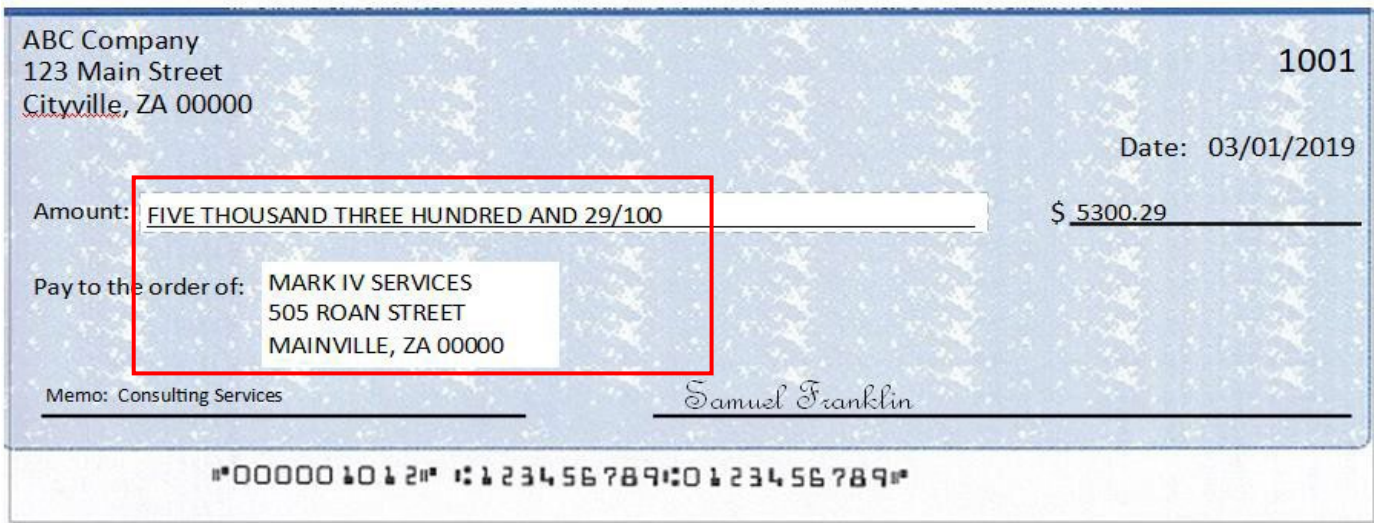 ABC Company
123 Main Street
Cityville, ZA 00000
1001
Date: 03/01/2019
Amount: FIVE THOUSAND THREE HUNDRED AND 29/100
$ 5300.29
Pay to the order of: MARK IV SERVICES
505 ROAN STREET
MAINVILLE, ZA 00000
Memo: Consulting Services
Samuel Franklin
⑈000001012⑈ ⑆123456789⑆0123456789⑈